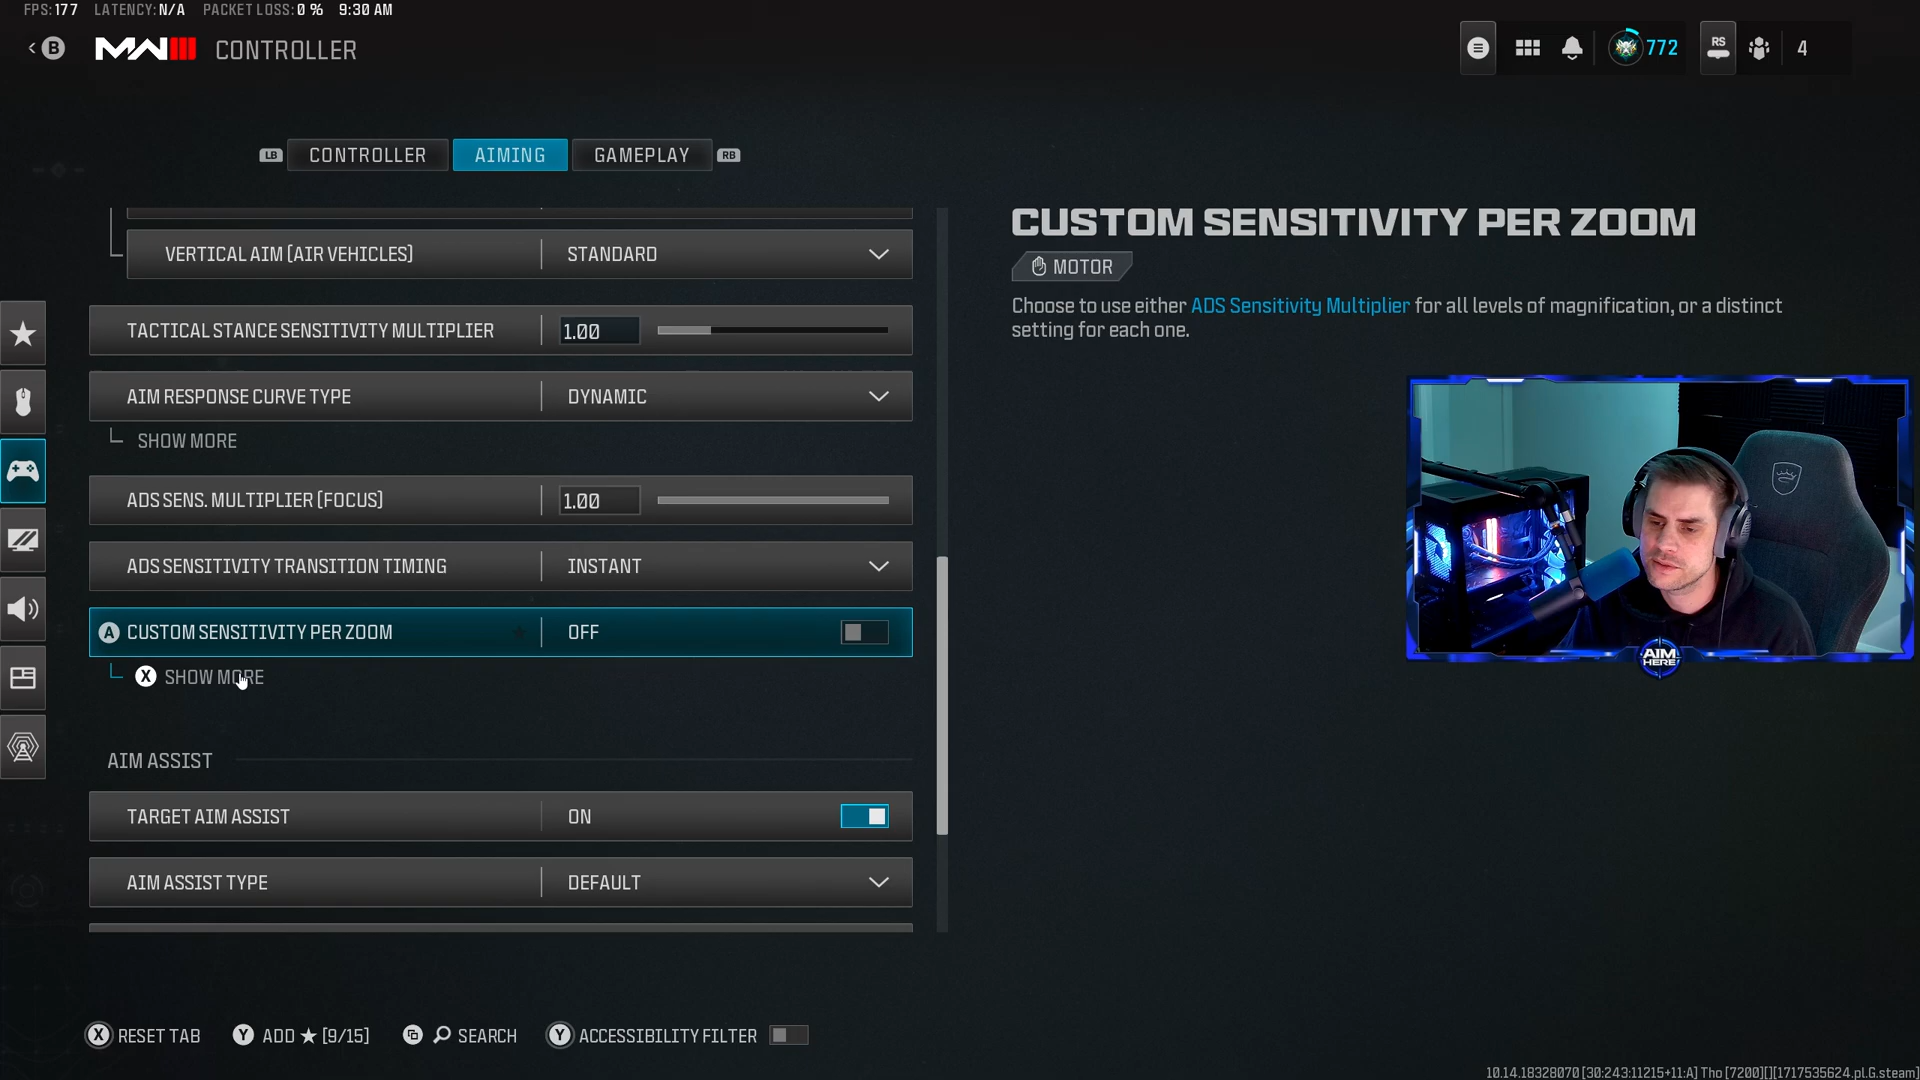 FPS: 177 LATENCY: N/A PACKET LOSS: 0 % 9:30 AM
B MWIII CONTROLLER
772 RS 4
LB CONTROLLER AIMING GAMEPLAY RB
VERTICAL AIM (AIR VEHICLES) STANDARD
TACTICAL STANCE SENSITIVITY MULTIPLIER 1.00
AIM RESPONSE CURVE TYPE DYNAMIC
SHOW MORE
ADS SENS. MULTIPLIER (FOCUS) 1.00
ADS SENSITIVITY TRANSITION TIMING INSTANT
A CUSTOM SENSITIVITY PER ZOOM OFF
X SHOW MORE
AIM ASSIST
TARGET AIM ASSIST ON
AIM ASSIST TYPE DEFAULT
CUSTOM SENSITIVITY PER ZOOM
MOTOR
Choose to use either ADS Sensitivity Multiplier for all levels of magnification, or a distinct
setting for each one.
AIM
HERE
X RESET TAB Y ADD ★ [9/15] SEARCH Y ACCESSIBILITY FILTER
10.14.18328070 [30:243:11215+11:A] Tho [7200][][1717535624.pl.G.steam]